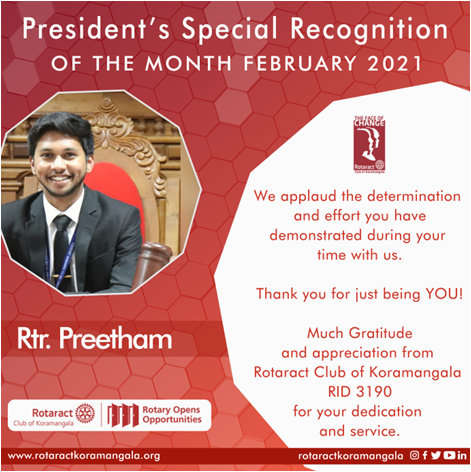 President's Special Recognition
OF THE MONTH FEBRUARY 2021
THE FACE OF
CHANGE
Rotaract
Club of Koramangala
We applaud the determination
and effort you have
demonstrated during your
time with us.
Thank you for just being YOU!
Much Gratitude
and appreciation from
Rotaract Club of Koramangala
RID 3190
for your dedication
and service.
Rtr. Preetham
Rotaract
Club of Koramangala
Rotary Opens
Opportunities
www.rotaractkoramangala.org
rotaractkoramangala